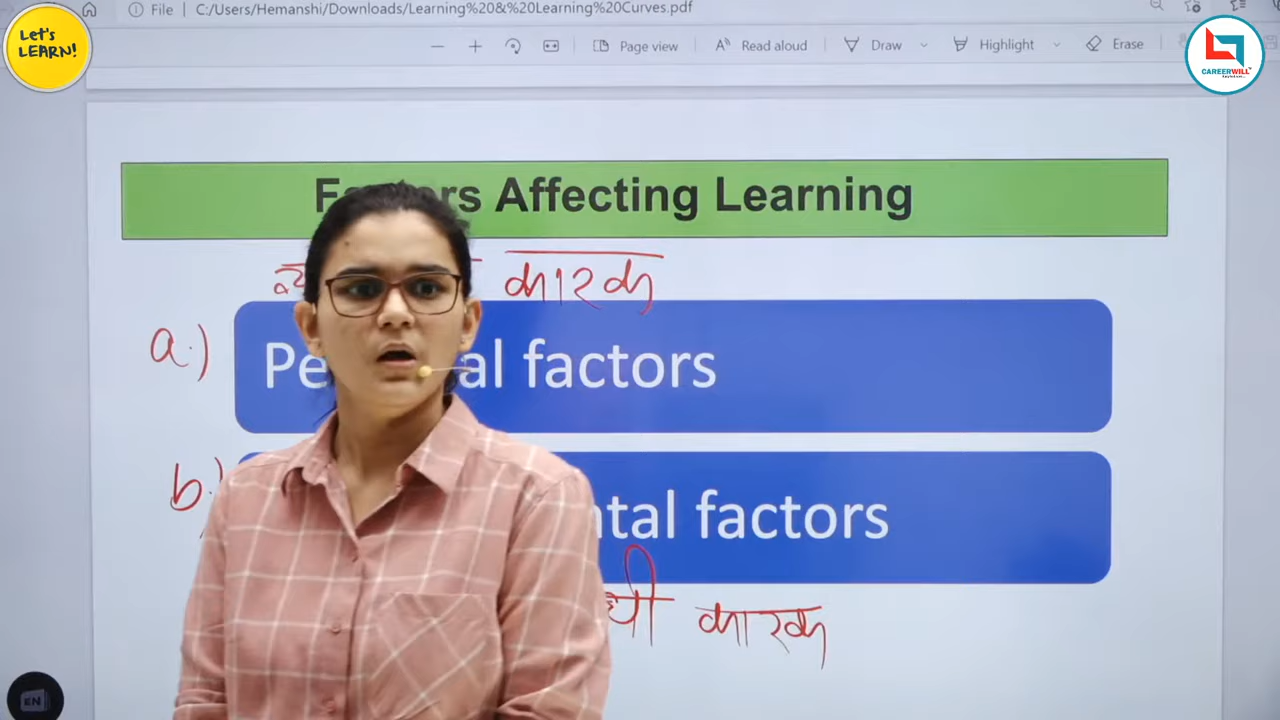 Let's
LEARN!
File | C:/Users/Hemanshi/Downloads/Learning%20&%20Learning%20Curves.pdf
Page view Read aloud Draw Highlight Erase
CAREERWILL
Factors Affecting Learning
कारक
a.) Personal factors
b.) factors
कारक
EN